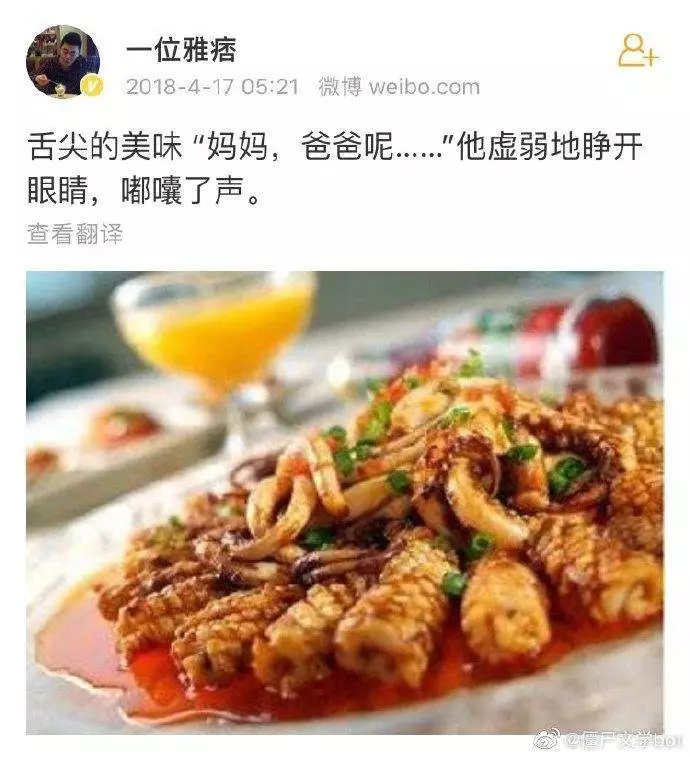 一位雅痞
2018-4-17 05:21 微博 weibo.com
舌尖的美味 “妈妈，爸爸呢……”他虚弱地睁开
眼睛，嘟囔了声。
查看翻译
@僵尸文学bot